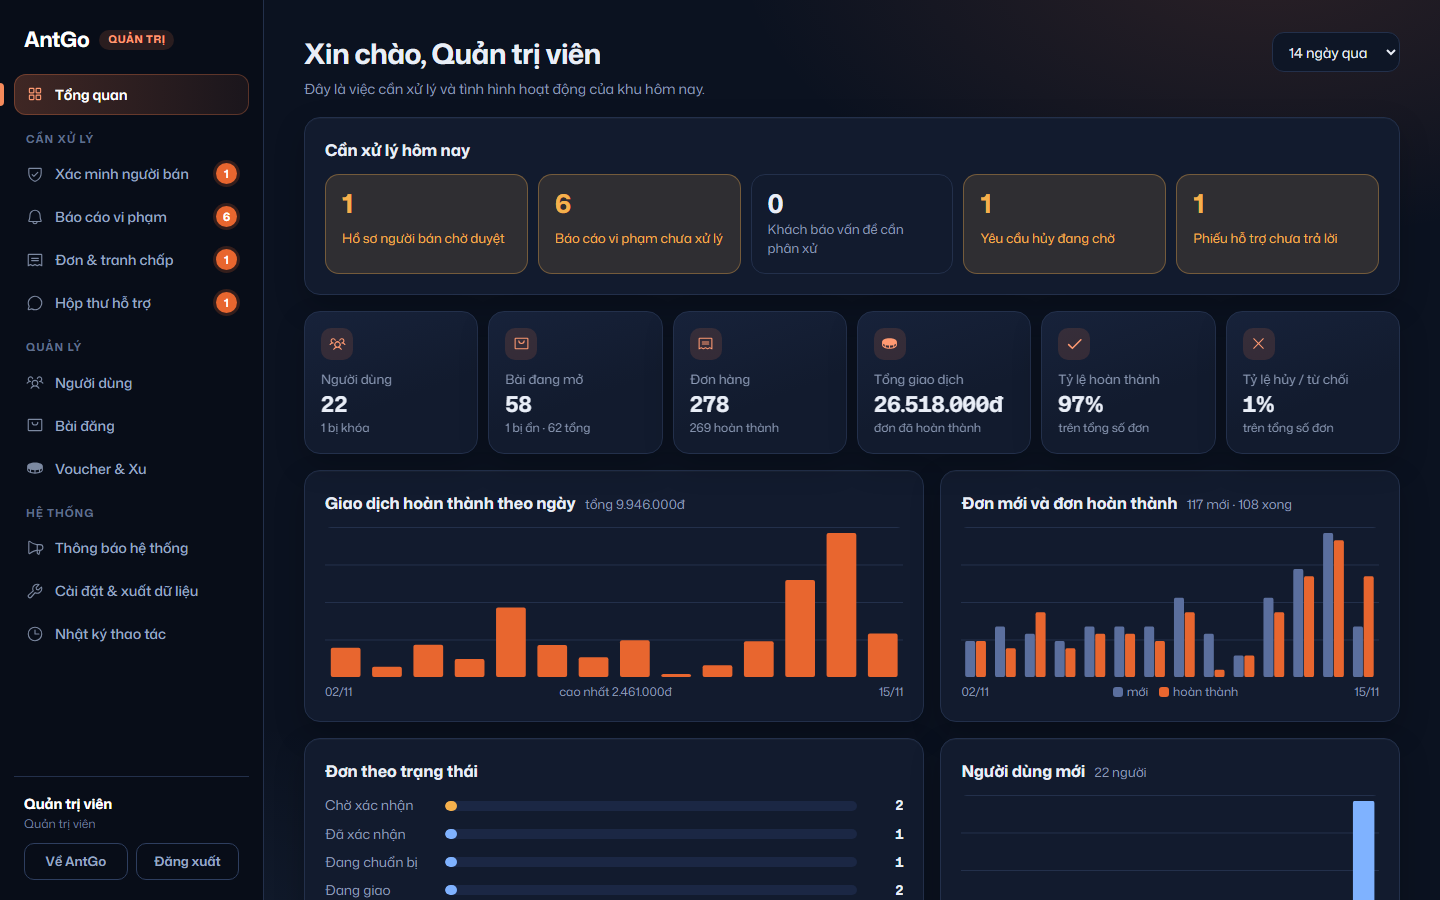 AntGo QUẢN TRỊ
Tổng quan
CẦN XỬ LÝ
Xác minh người bán 1
Báo cáo vi phạm 6
Đơn & tranh chấp 1
Hộp thư hỗ trợ 1
QUẢN LÝ
Người dùng
Bài đăng
Voucher & Xu
HỆ THỐNG
Thông báo hệ thống
Cài đặt & xuất dữ liệu
Nhật ký thao tác
Quản trị viên
Quản trị viên
Về AntGo
Đăng xuất
Xin chào, Quản trị viên
Đây là việc cần xử lý và tình hình hoạt động của khu hôm nay.
14 ngày qua
Cần xử lý hôm nay
1
Hồ sơ người bán chờ duyệt
6
Báo cáo vi phạm chưa xử lý
0
Khách báo vấn đề cần
phân xử
1
Yêu cầu hủy đang chờ
1
Phiếu hỗ trợ chưa trả lời
Người dùng
22
1 bị khóa
Bài đang mở
58
1 bị ẩn · 62 tổng
Đơn hàng
278
269 hoàn thành
Tổng giao dịch
26.518.000đ
đơn đã hoàn thành
Tỷ lệ hoàn thành
97%
trên tổng số đơn
Tỷ lệ hủy / từ chối
1%
trên tổng số đơn
Giao dịch hoàn thành theo ngày tổng 9.946.000đ
02/11
cao nhất 2.461.000đ
15/11
Đơn mới và đơn hoàn thành 117 mới · 108 xong
02/11
mới
hoàn thành
15/11
Đơn theo trạng thái
Chờ xác nhận 2
Đã xác nhận 1
Đang chuẩn bị 1
Đang giao 2
Người dùng mới 22 người